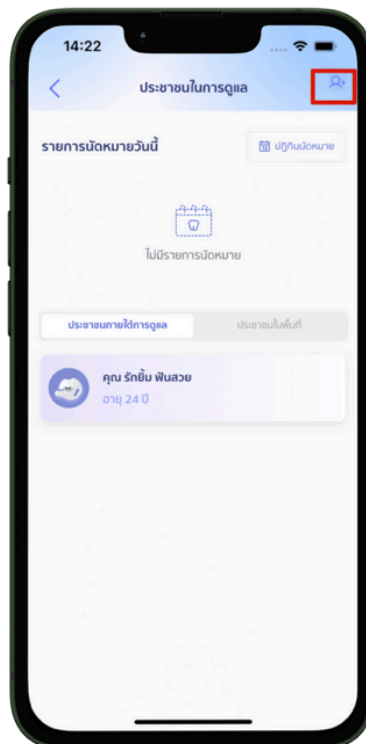 14:22
ประชาชนในการดูแล
รายการนัดหมายวันนี้
ปฏิทินนัดหมาย
ไม่มีรายการนัดหมาย
ประชาชนภายใต้การดูแล
ประชาชนในพื้นที่
คุณ รักยิ้ม ฟันสวย
อายุ 24 ปี